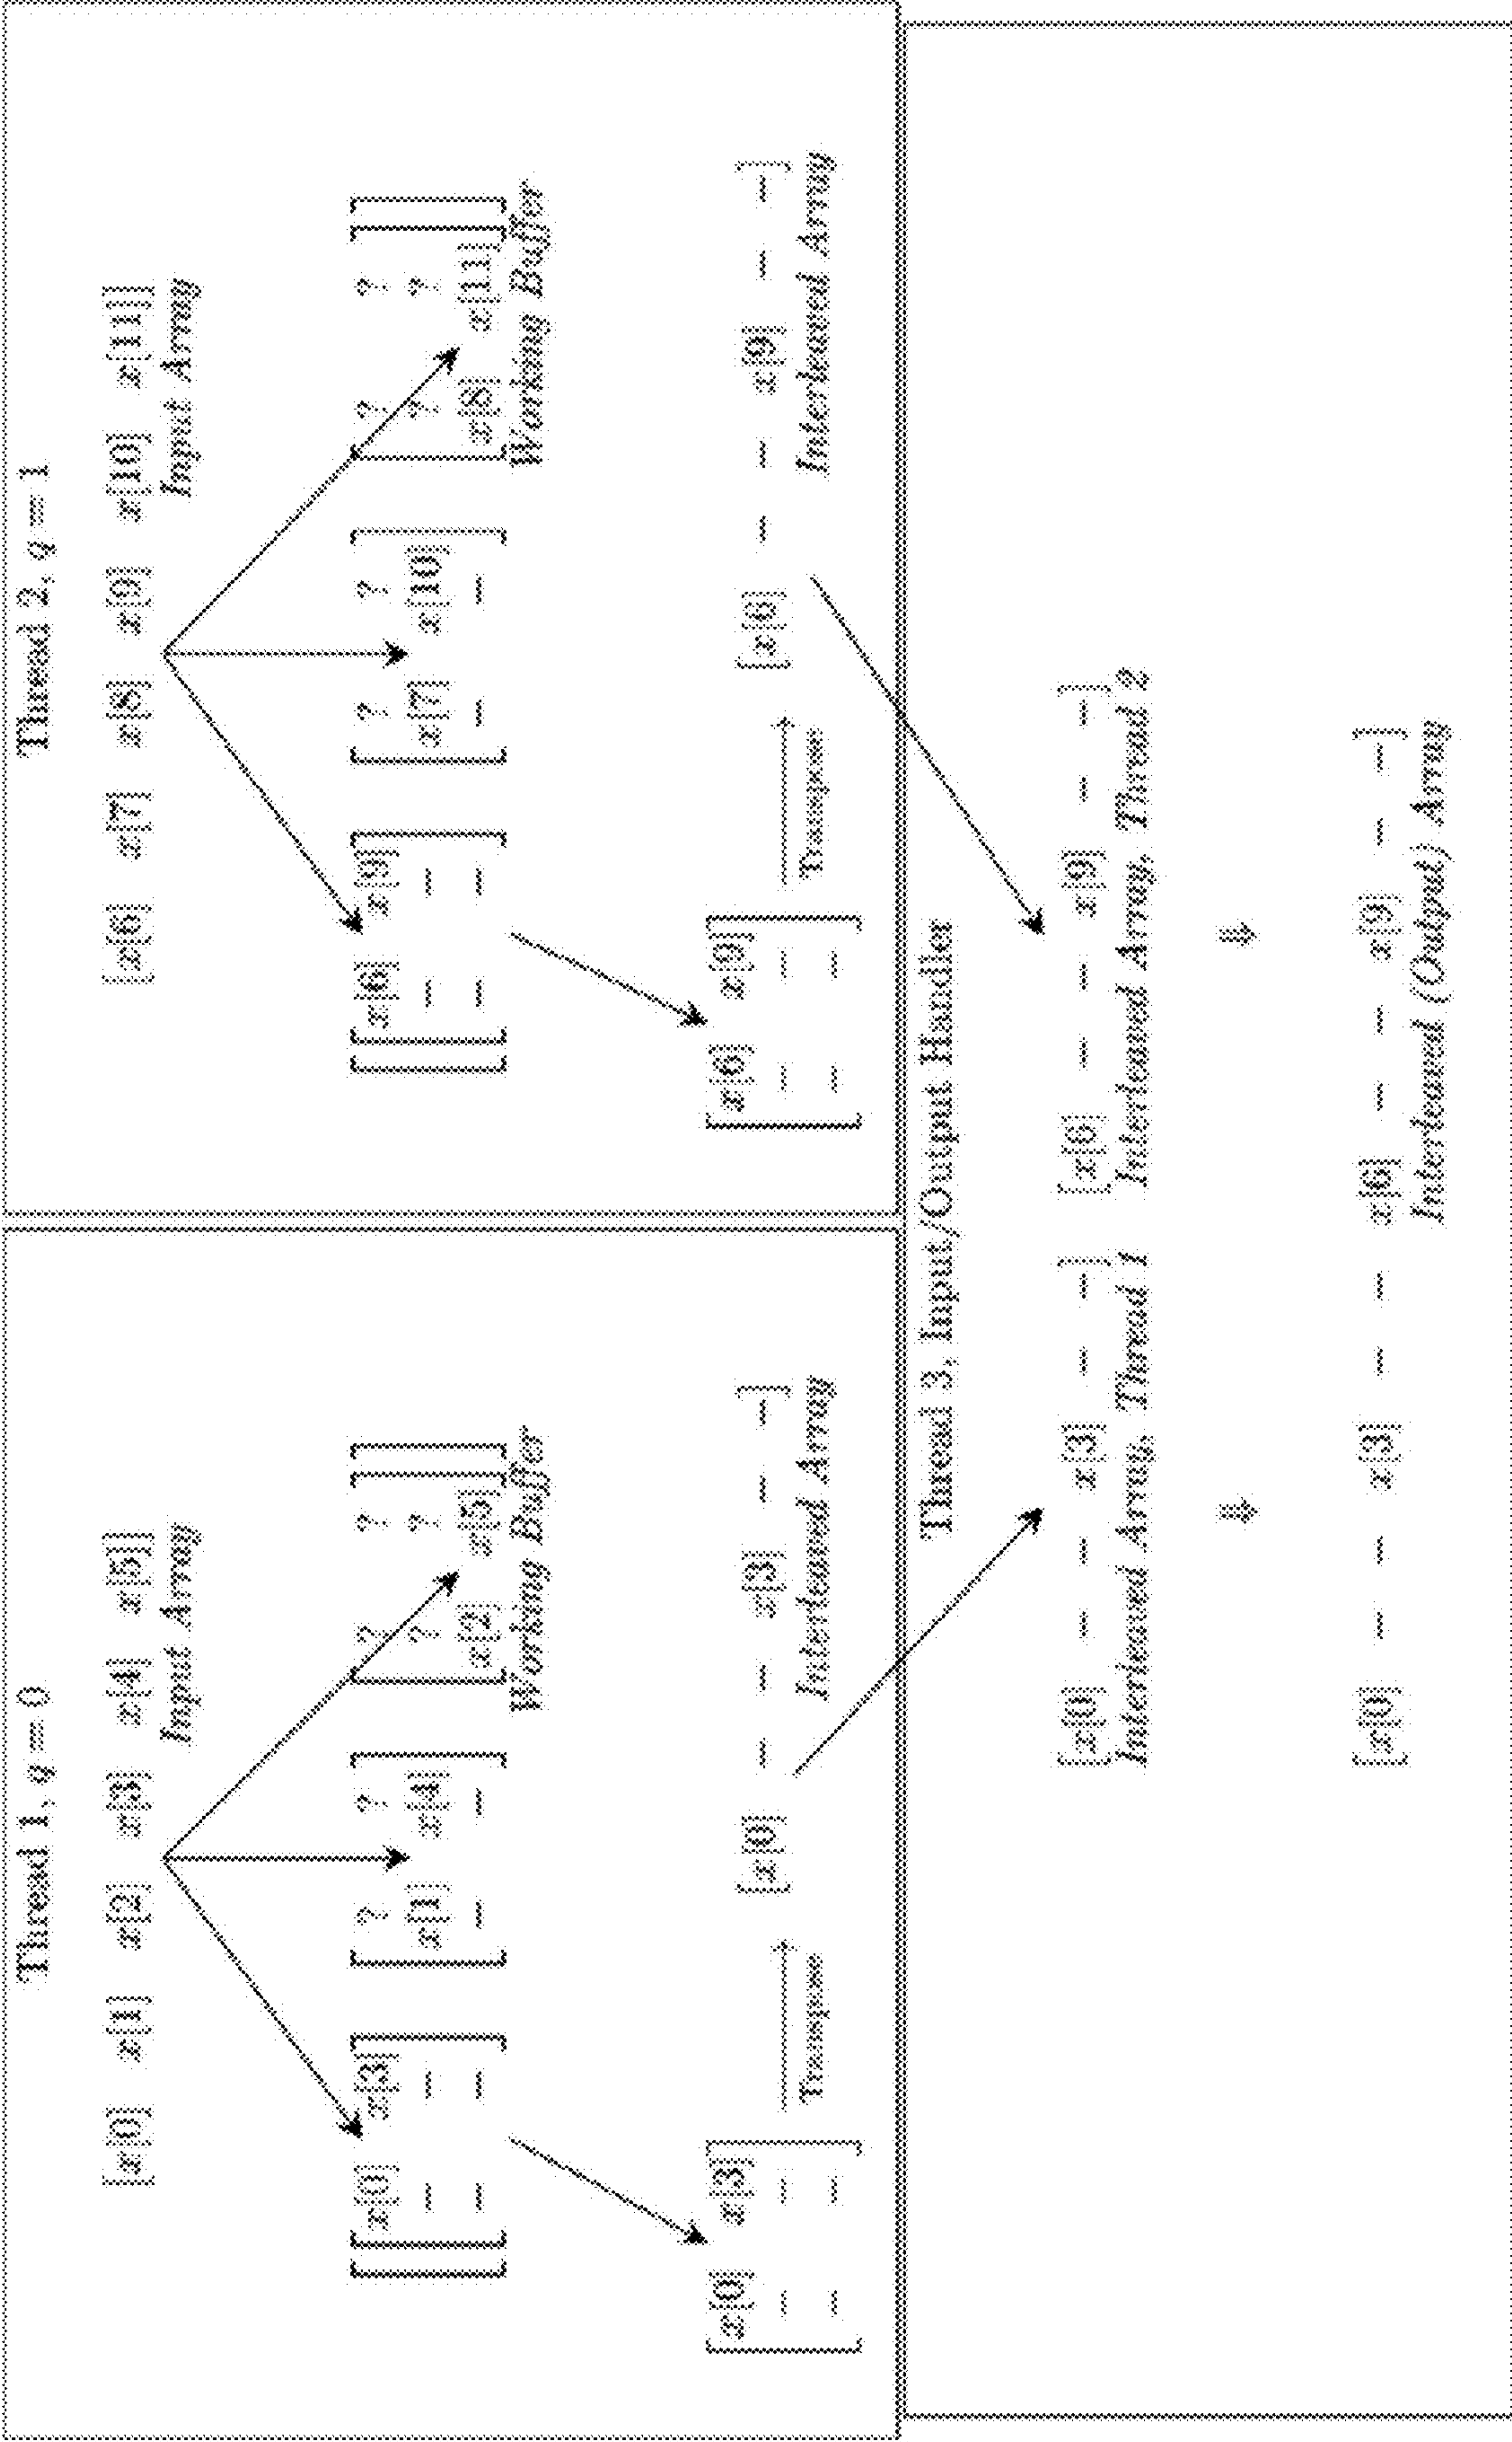 Thread 1, q = 0
[x[0] x[1] x[2] x[3] x[4] x[5]]
Input Array
[[x[0] x[3] [? ? [? ?
– – x[1] x[4] ? ?
– –] – –] x[2] x[5]]]
Working Buffer
[x[0] x[3]
– –
– –]
Transpose
[x[0] – – x[3] – –]
Interleaved Array
Thread 2, q = 1
[x[6] x[7] x[8] x[9] x[10] x[11]]
Input Array
[[x[6] x[9] [? ? [? ?
– – x[7] x[10] ? ?
– –] – –] x[8] x[11]]]
Working Buffer
[x[6] x[9]
– –
– –]
Transpose
[x[6] – – x[9] – –]
Interleaved Array
Thread 3, Input/Output Handler
[x[0] – – x[3] – –] [x[6] – – x[9] – –]
Interleaved Array, Thread 1 Interleaved Array, Thread 2
⇒ ⇒
[x[0] – – x[3] – – x[6] – – x[9] – –]
Interleaved (Output) Array